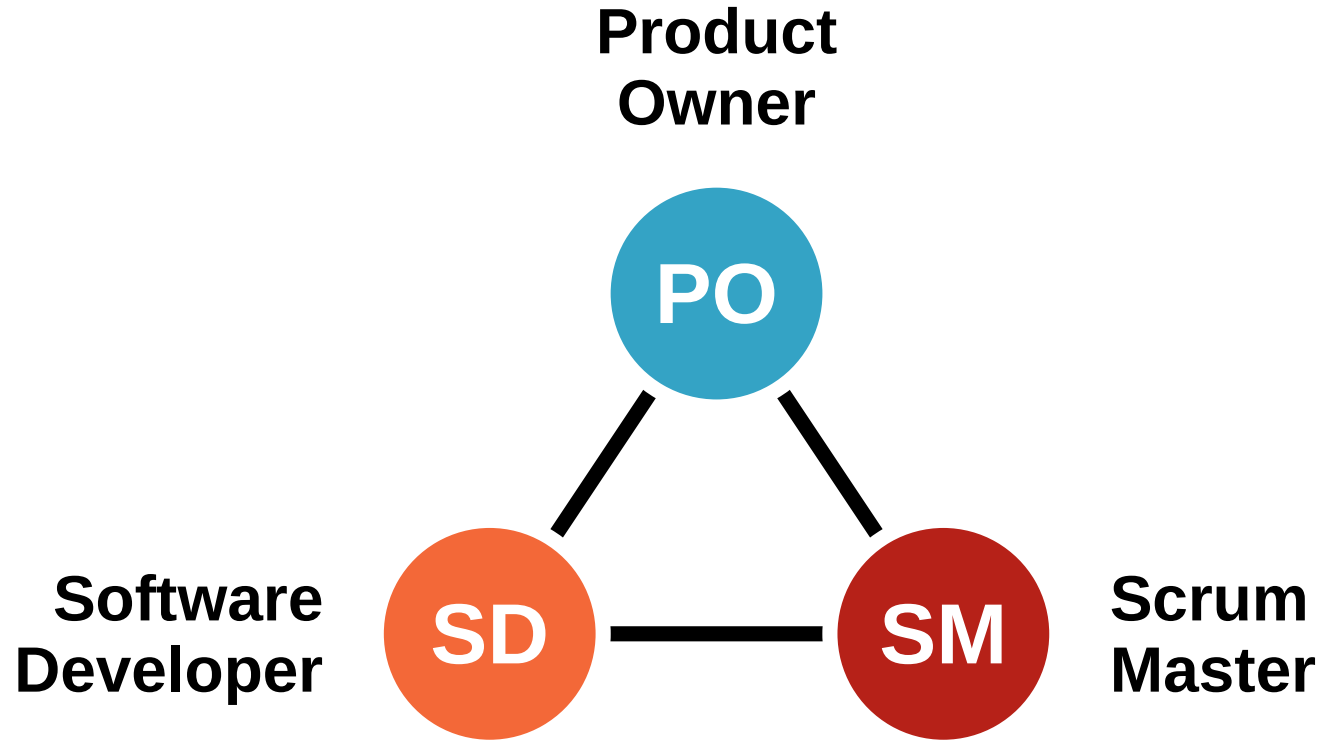 Product
Owner
PO
Software
Developer
SD
SM
Scrum
Master